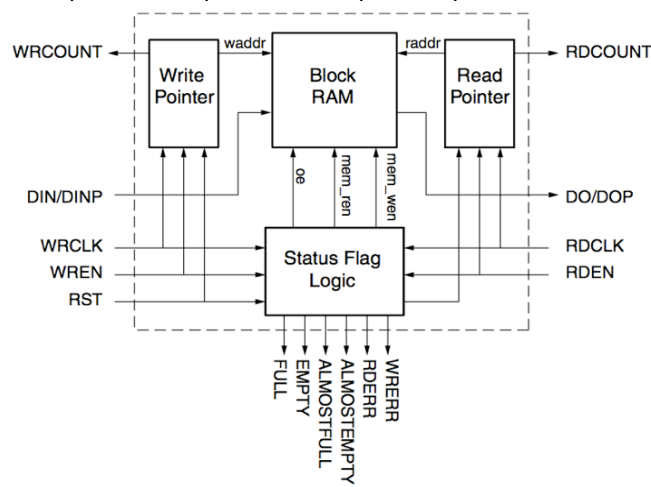 WRCOUNT
waddr
raddr
RDCOUNT
Write
Pointer
Block
RAM
Read
Pointer
oe
mem_ren
mem_wen
DIN/DINP
DO/DOP
WRCLK
RDCLK
Status Flag
Logic
WREN
RDEN
RST
FULL
EMPTY
ALMOSTFULL
ALMOSTEMPTY
RDERR
WRERR